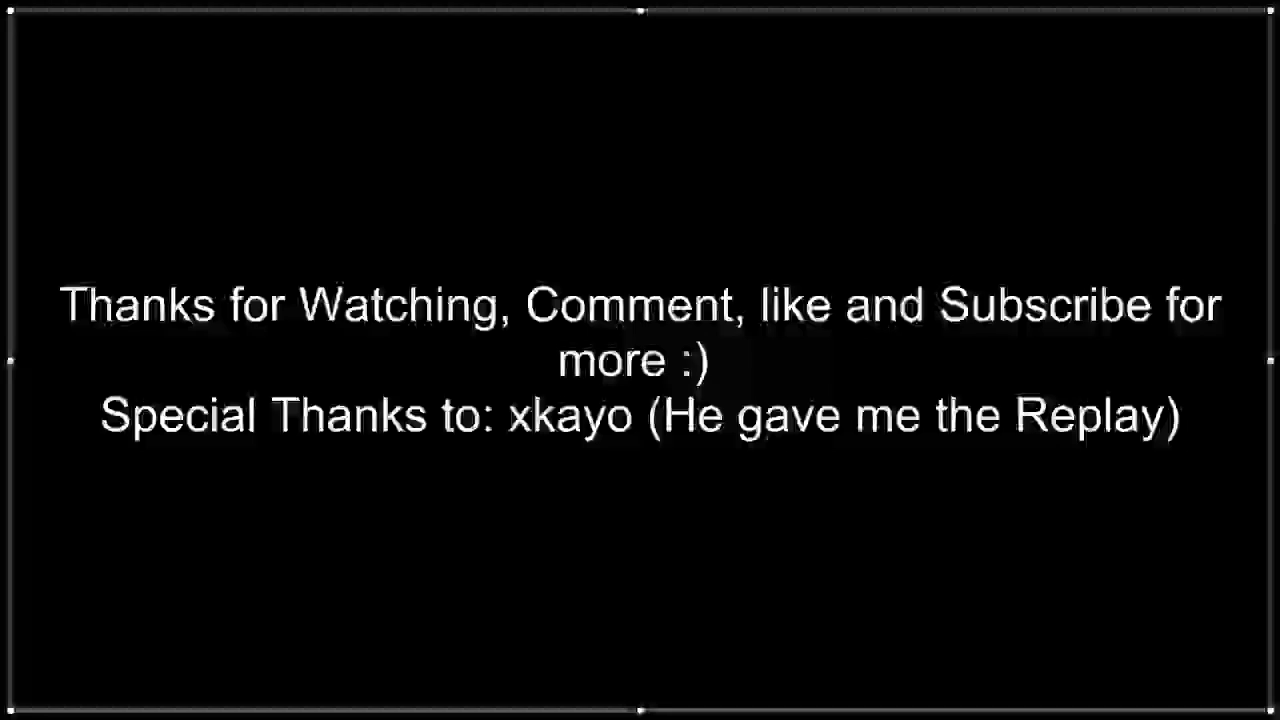 Thanks for Watching, Comment, like and Subscribe for
more :)
Special Thanks to: xkayo (He gave me the Replay)